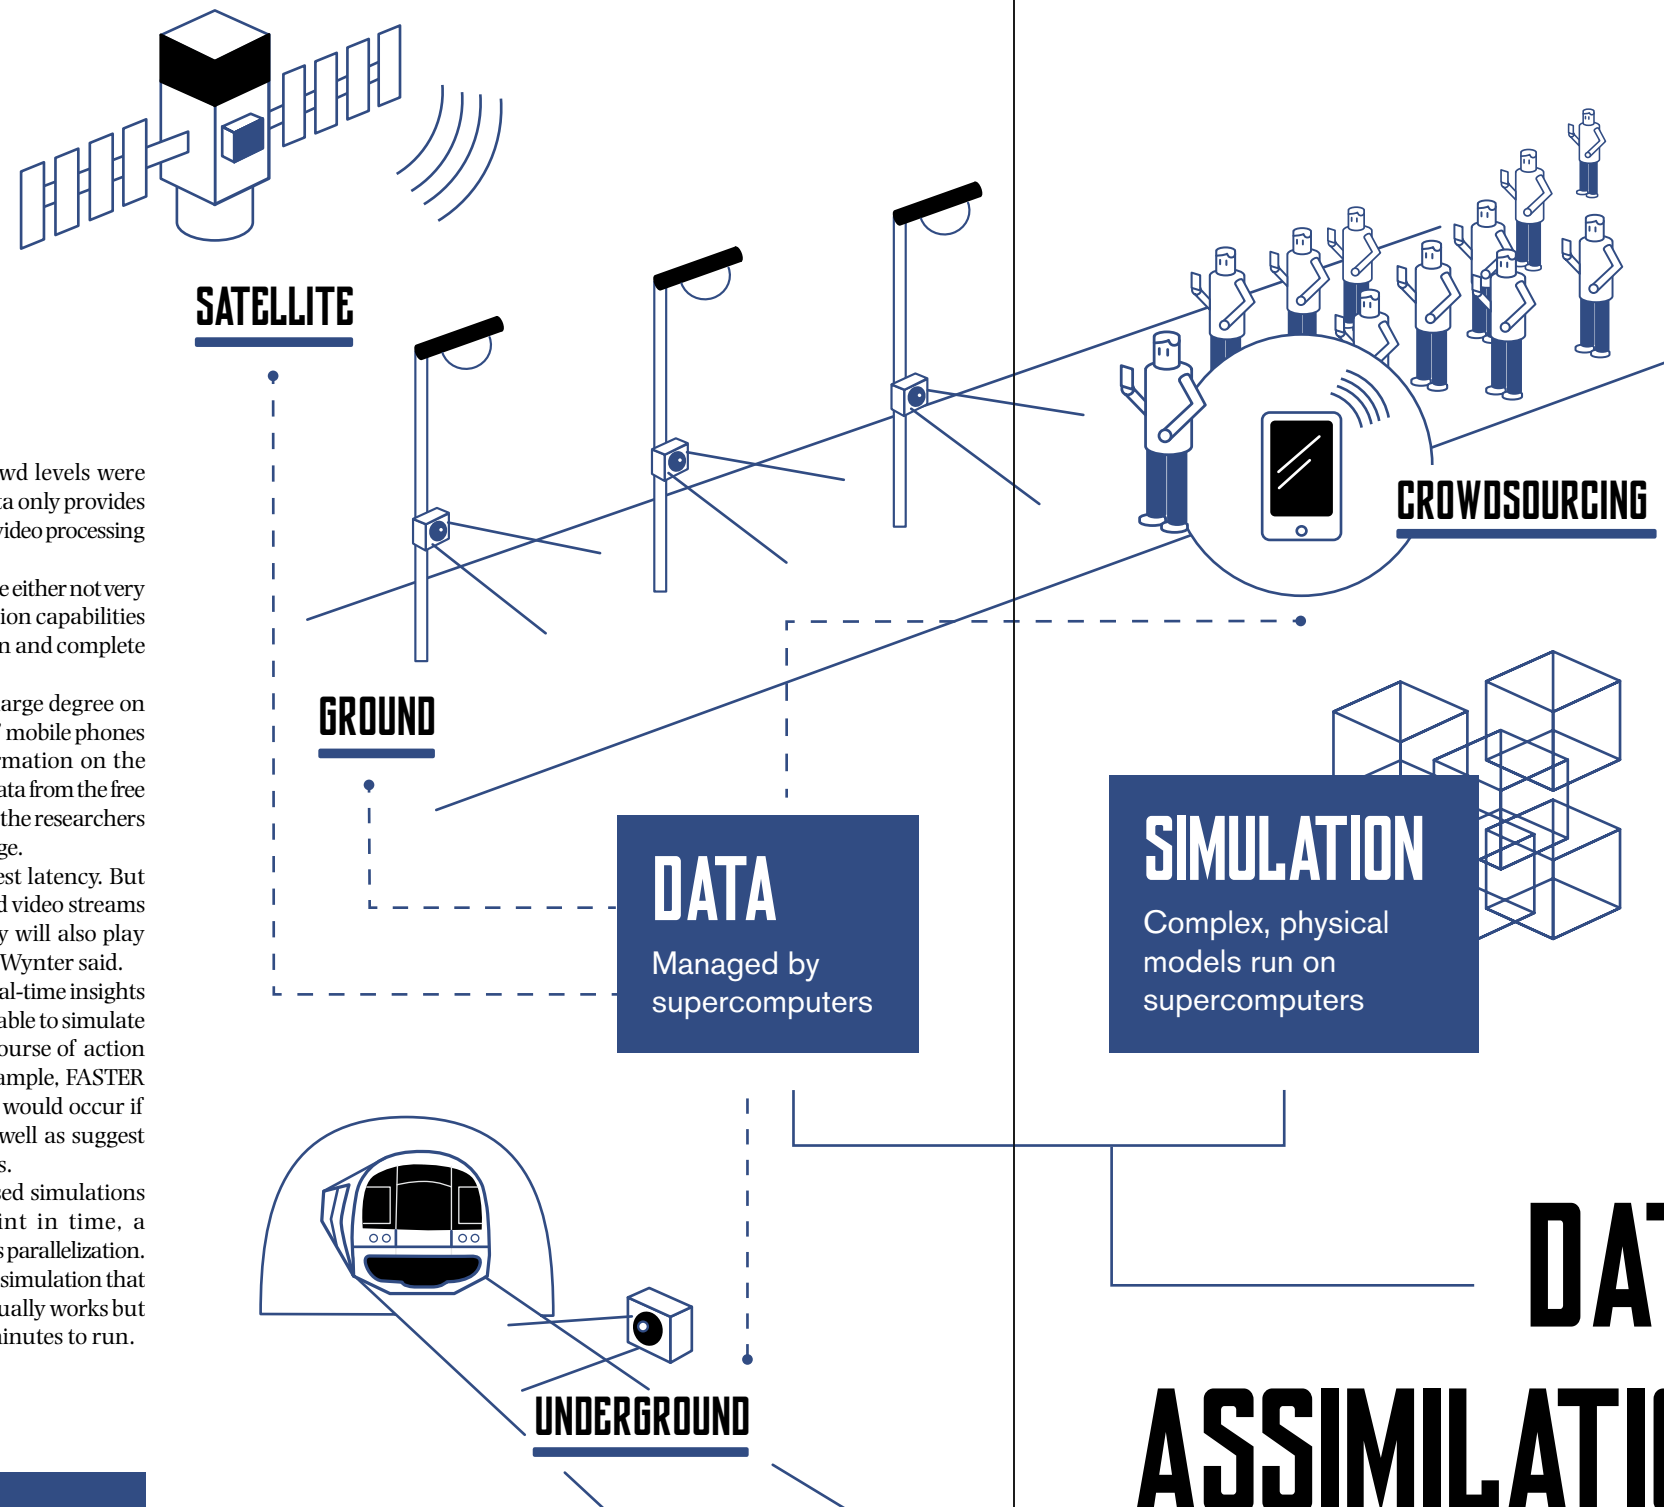 wd levels were
ta only provides
video processing
e either not very
ion capabilities
n and complete
arge degree on
mobile phones
mation on the
ata from the free
the researchers
ge.
est latency. But
d video streams
y will also play
Wynter said.
al-time insights
able to simulate
ourse of action
ample, FASTER
would occur if
well as suggest
s.
sed simulations
int in time, a
s parallelization.
simulation that
ually works but
inutes to run.
SATELLITE
GROUND
CROWDSOURCING
DATA
Managed by
supercomputers
SIMULATION
Complex, physical
models run on
supercomputers
UNDERGROUND
DAT
ASSIMILATIO